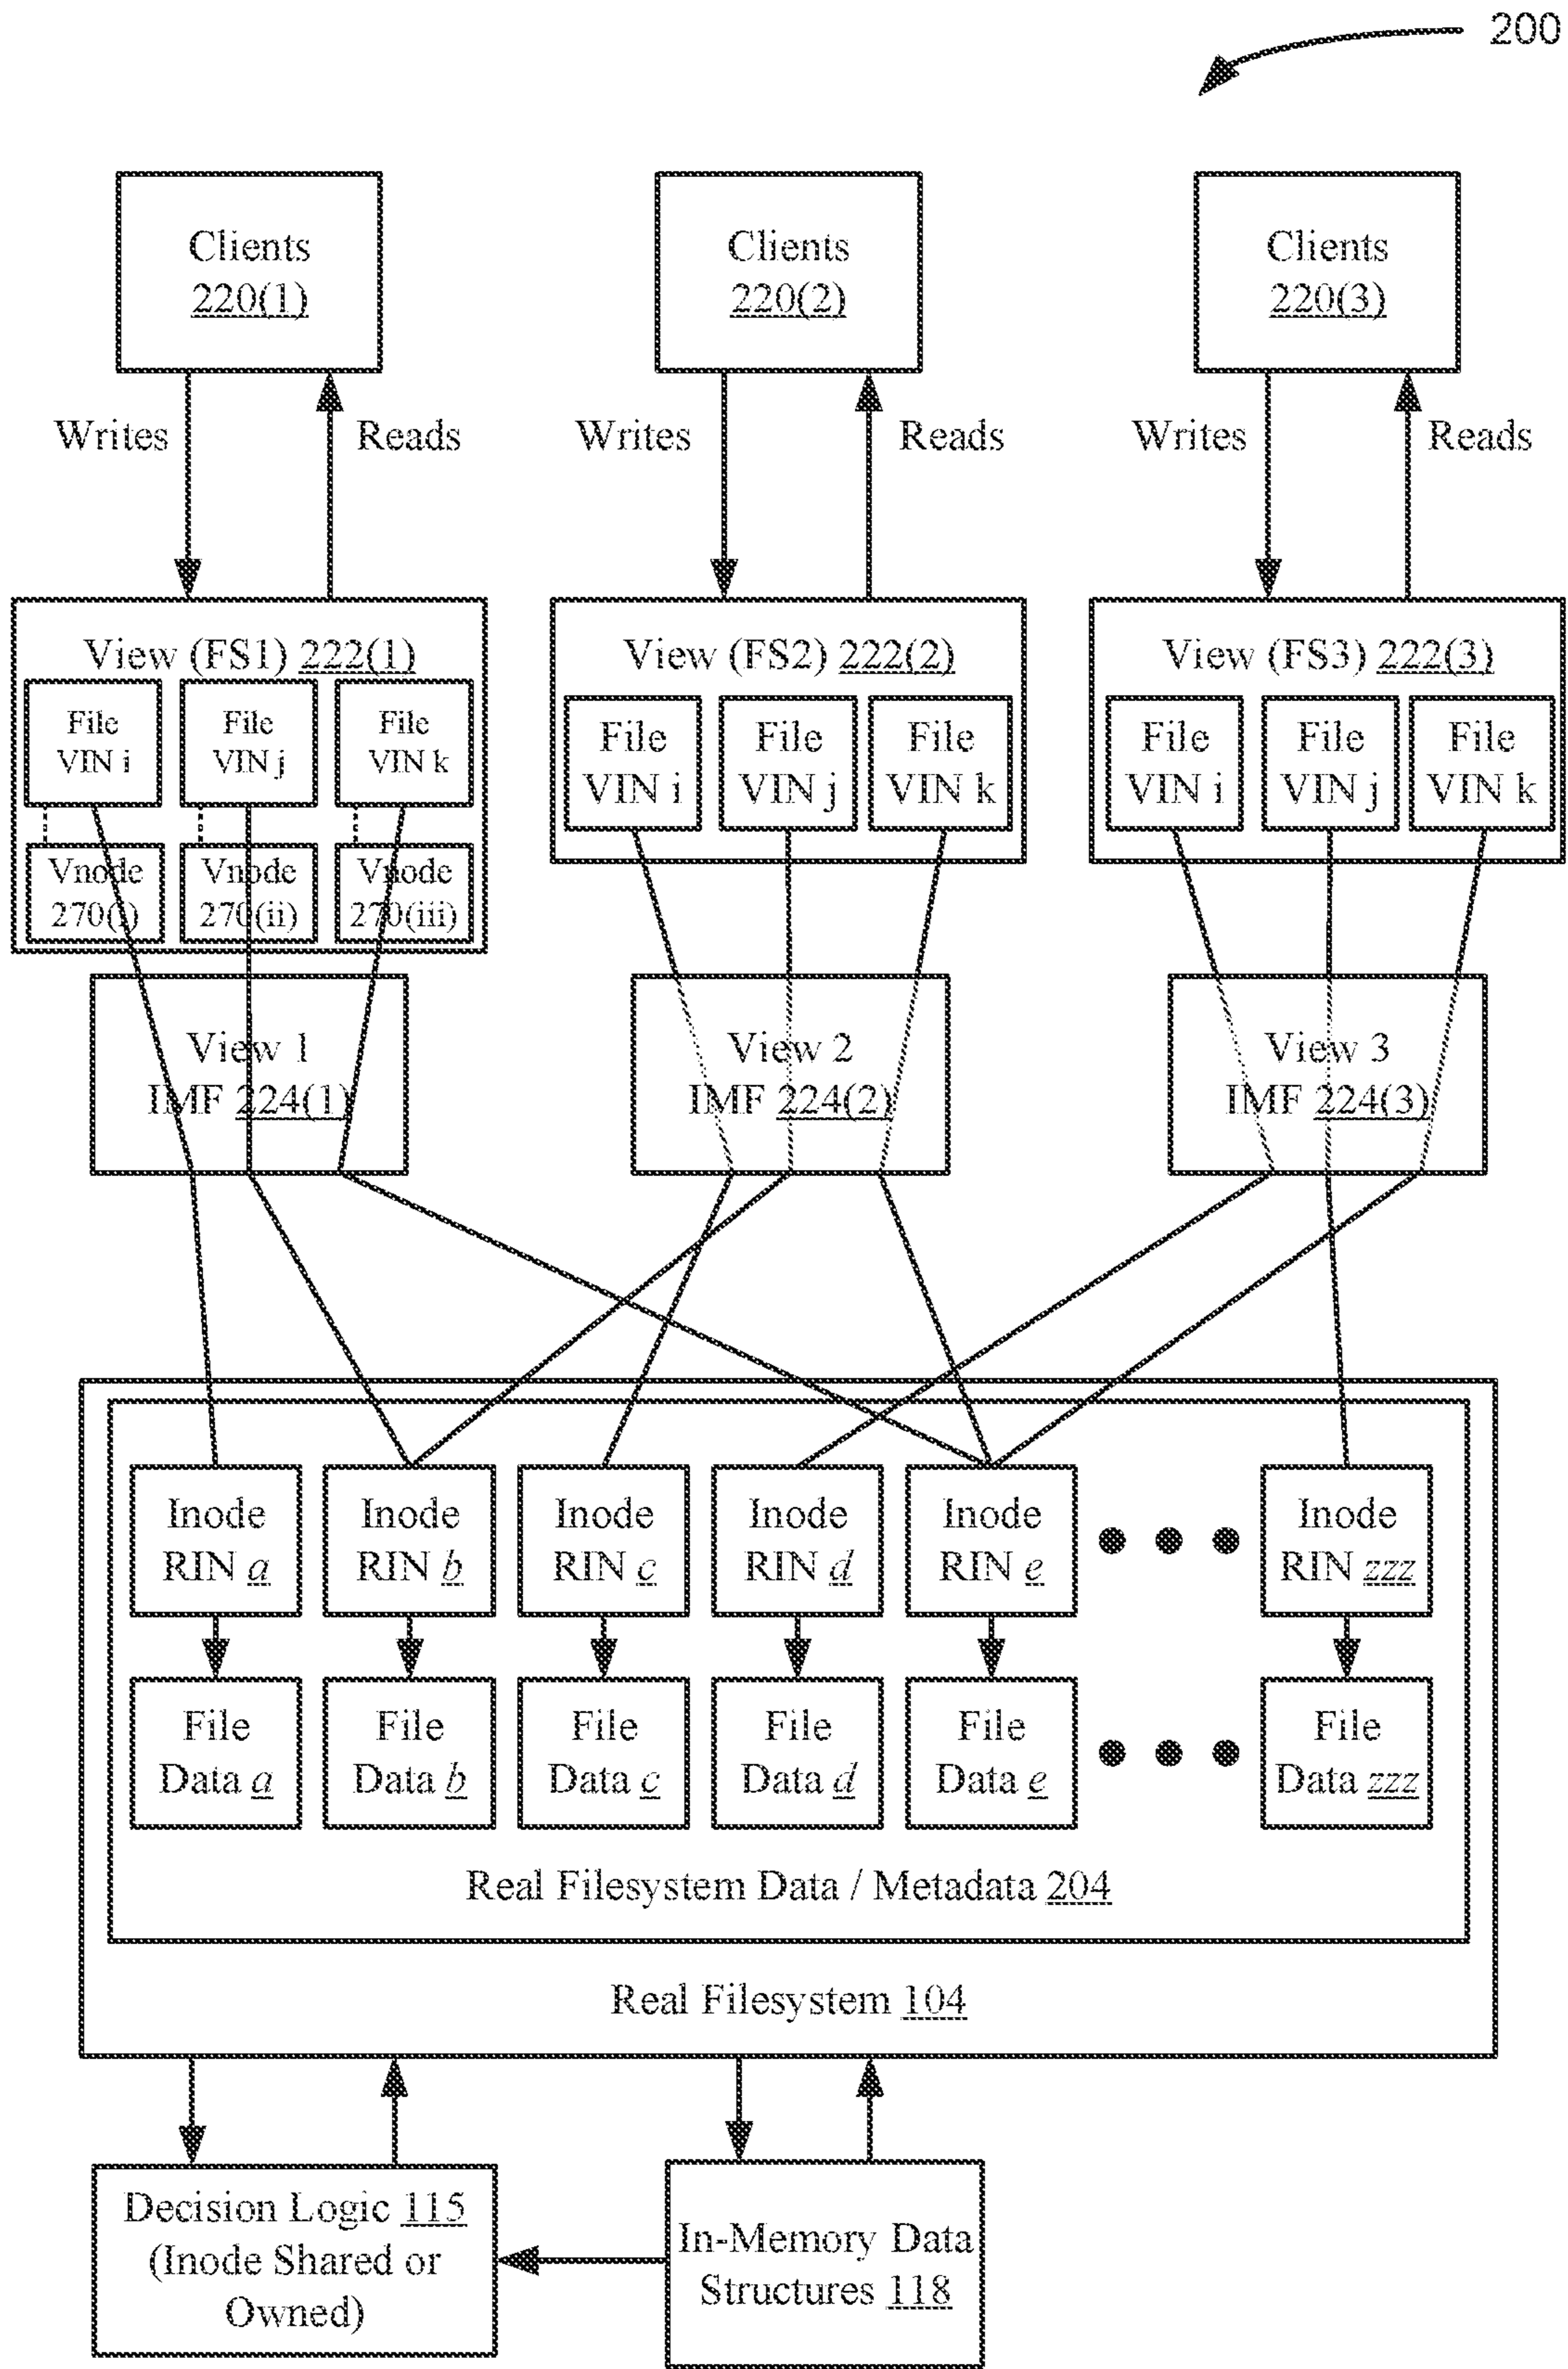 200
Clients
220(1)
Clients
220(2)
Clients
220(3)
Writes
Reads
Writes
Reads
Writes
Reads
View (FS1) 222(1)
File
VIN i
File
VIN j
File
VIN k
Vnode
270(i)
Vnode
270(ii)
Vnode
270(iii)
View (FS2) 222(2)
File
VIN i
File
VIN j
File
VIN k
View (FS3) 222(3)
File
VIN i
File
VIN j
File
VIN k
View 1
IMF 224(1)
View 2
IMF 224(2)
View 3
IMF 224(3)
Inode
RIN a
Inode
RIN b
Inode
RIN c
Inode
RIN d
Inode
RIN e
Inode
RIN zzz
File
Data a
File
Data b
File
Data c
File
Data d
File
Data e
File
Data zzz
Real Filesystem Data / Metadata 204
Real Filesystem 104
Decision Logic 115
(Inode Shared or
Owned)
In-Memory Data
Structures 118